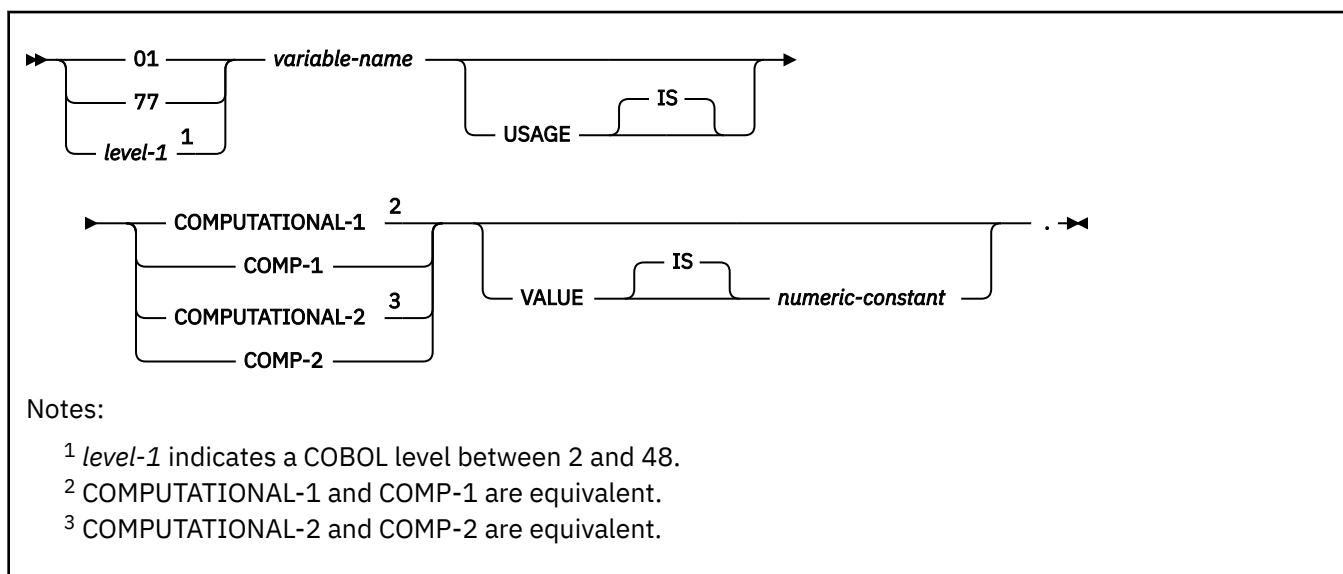 01 variable-name
IS
77
USAGE
level-1 1
COMPUTATIONAL-1 2
.
COMP-1
IS
VALUE numeric-constant
COMPUTATIONAL-2 3
COMP-2
Notes:
1 level-1 indicates a COBOL level between 2 and 48.
2 COMPUTATIONAL-1 and COMP-1 are equivalent.
3 COMPUTATIONAL-2 and COMP-2 are equivalent.